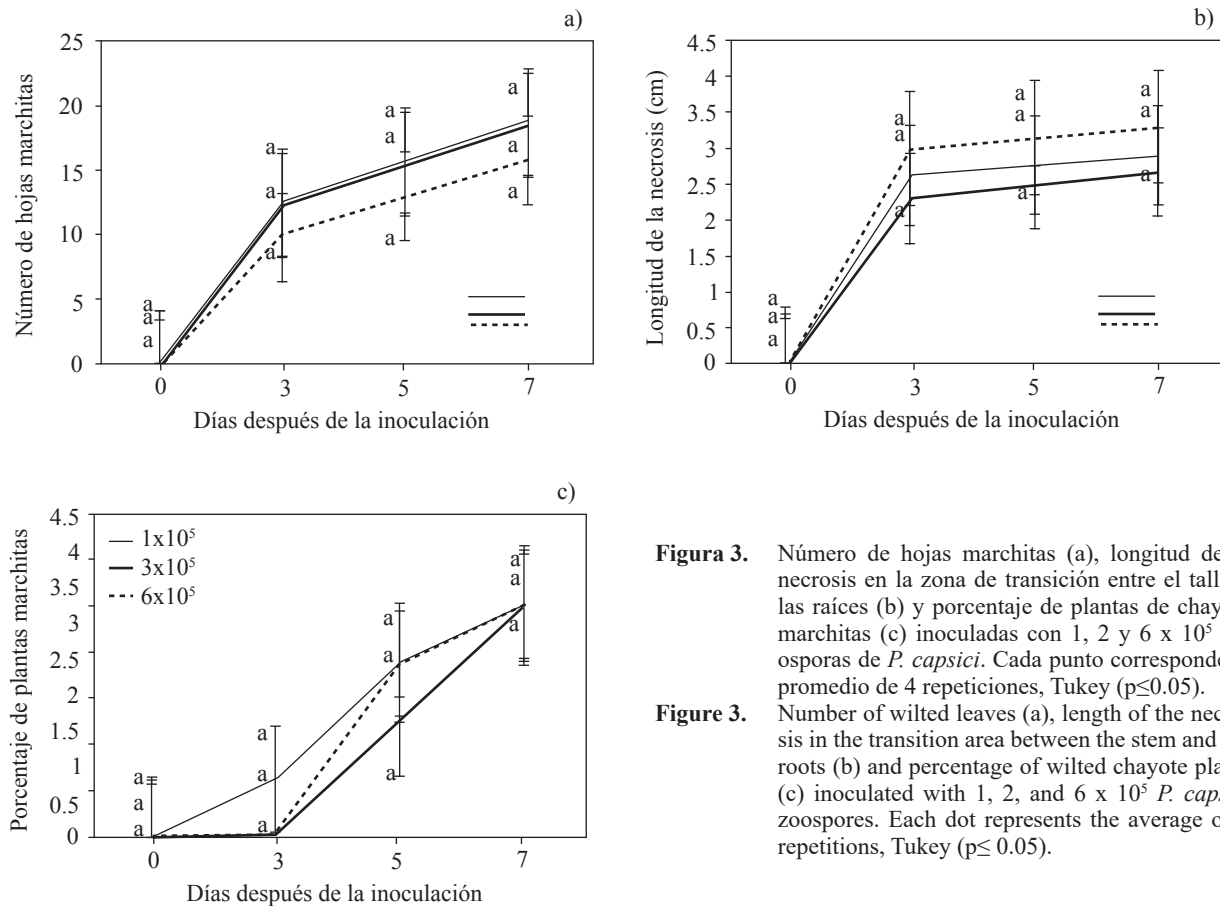 a)
25
20
15
10
5
0
Número de hojas marchitas
a
a
a
a
a
a
a
a
a
a
a
a
0 3 5 7
Días después de la inoculación
b)
4.5
4
3.5
3
2.5
2
1.5
1
0.5
0
Longitud de la necrosis (cm)
a
a
a
a
a
a
a
a
a
a
a
a
0 3 5 7
Días después de la inoculación
c)
4.5
4
3.5
3
2.5
2
1.5
1
0.5
0
Porcentaje de plantas marchitas
1x10⁵
3x10⁵
6x10⁵
a
a
a
a
a
a
a
a
a
a
a
a
0 3 5 7
Días después de la inoculación
Figura 3. Número de hojas marchitas (a), longitud de
necrosis en la zona de transición entre el tall
las raíces (b) y porcentaje de plantas de chay
marchitas (c) inoculadas con 1, 2 y 6 x 10⁵
osporas de P. capsici. Cada punto corresponde
promedio de 4 repeticiones, Tukey (p≤0.05).
Figure 3. Number of wilted leaves (a), length of the nec
sis in the transition area between the stem and
roots (b) and percentage of wilted chayote pla
(c) inoculated with 1, 2, and 6 x 10⁵ P. caps
zoospores. Each dot represents the average o
repetitions, Tukey (p≤ 0.05).